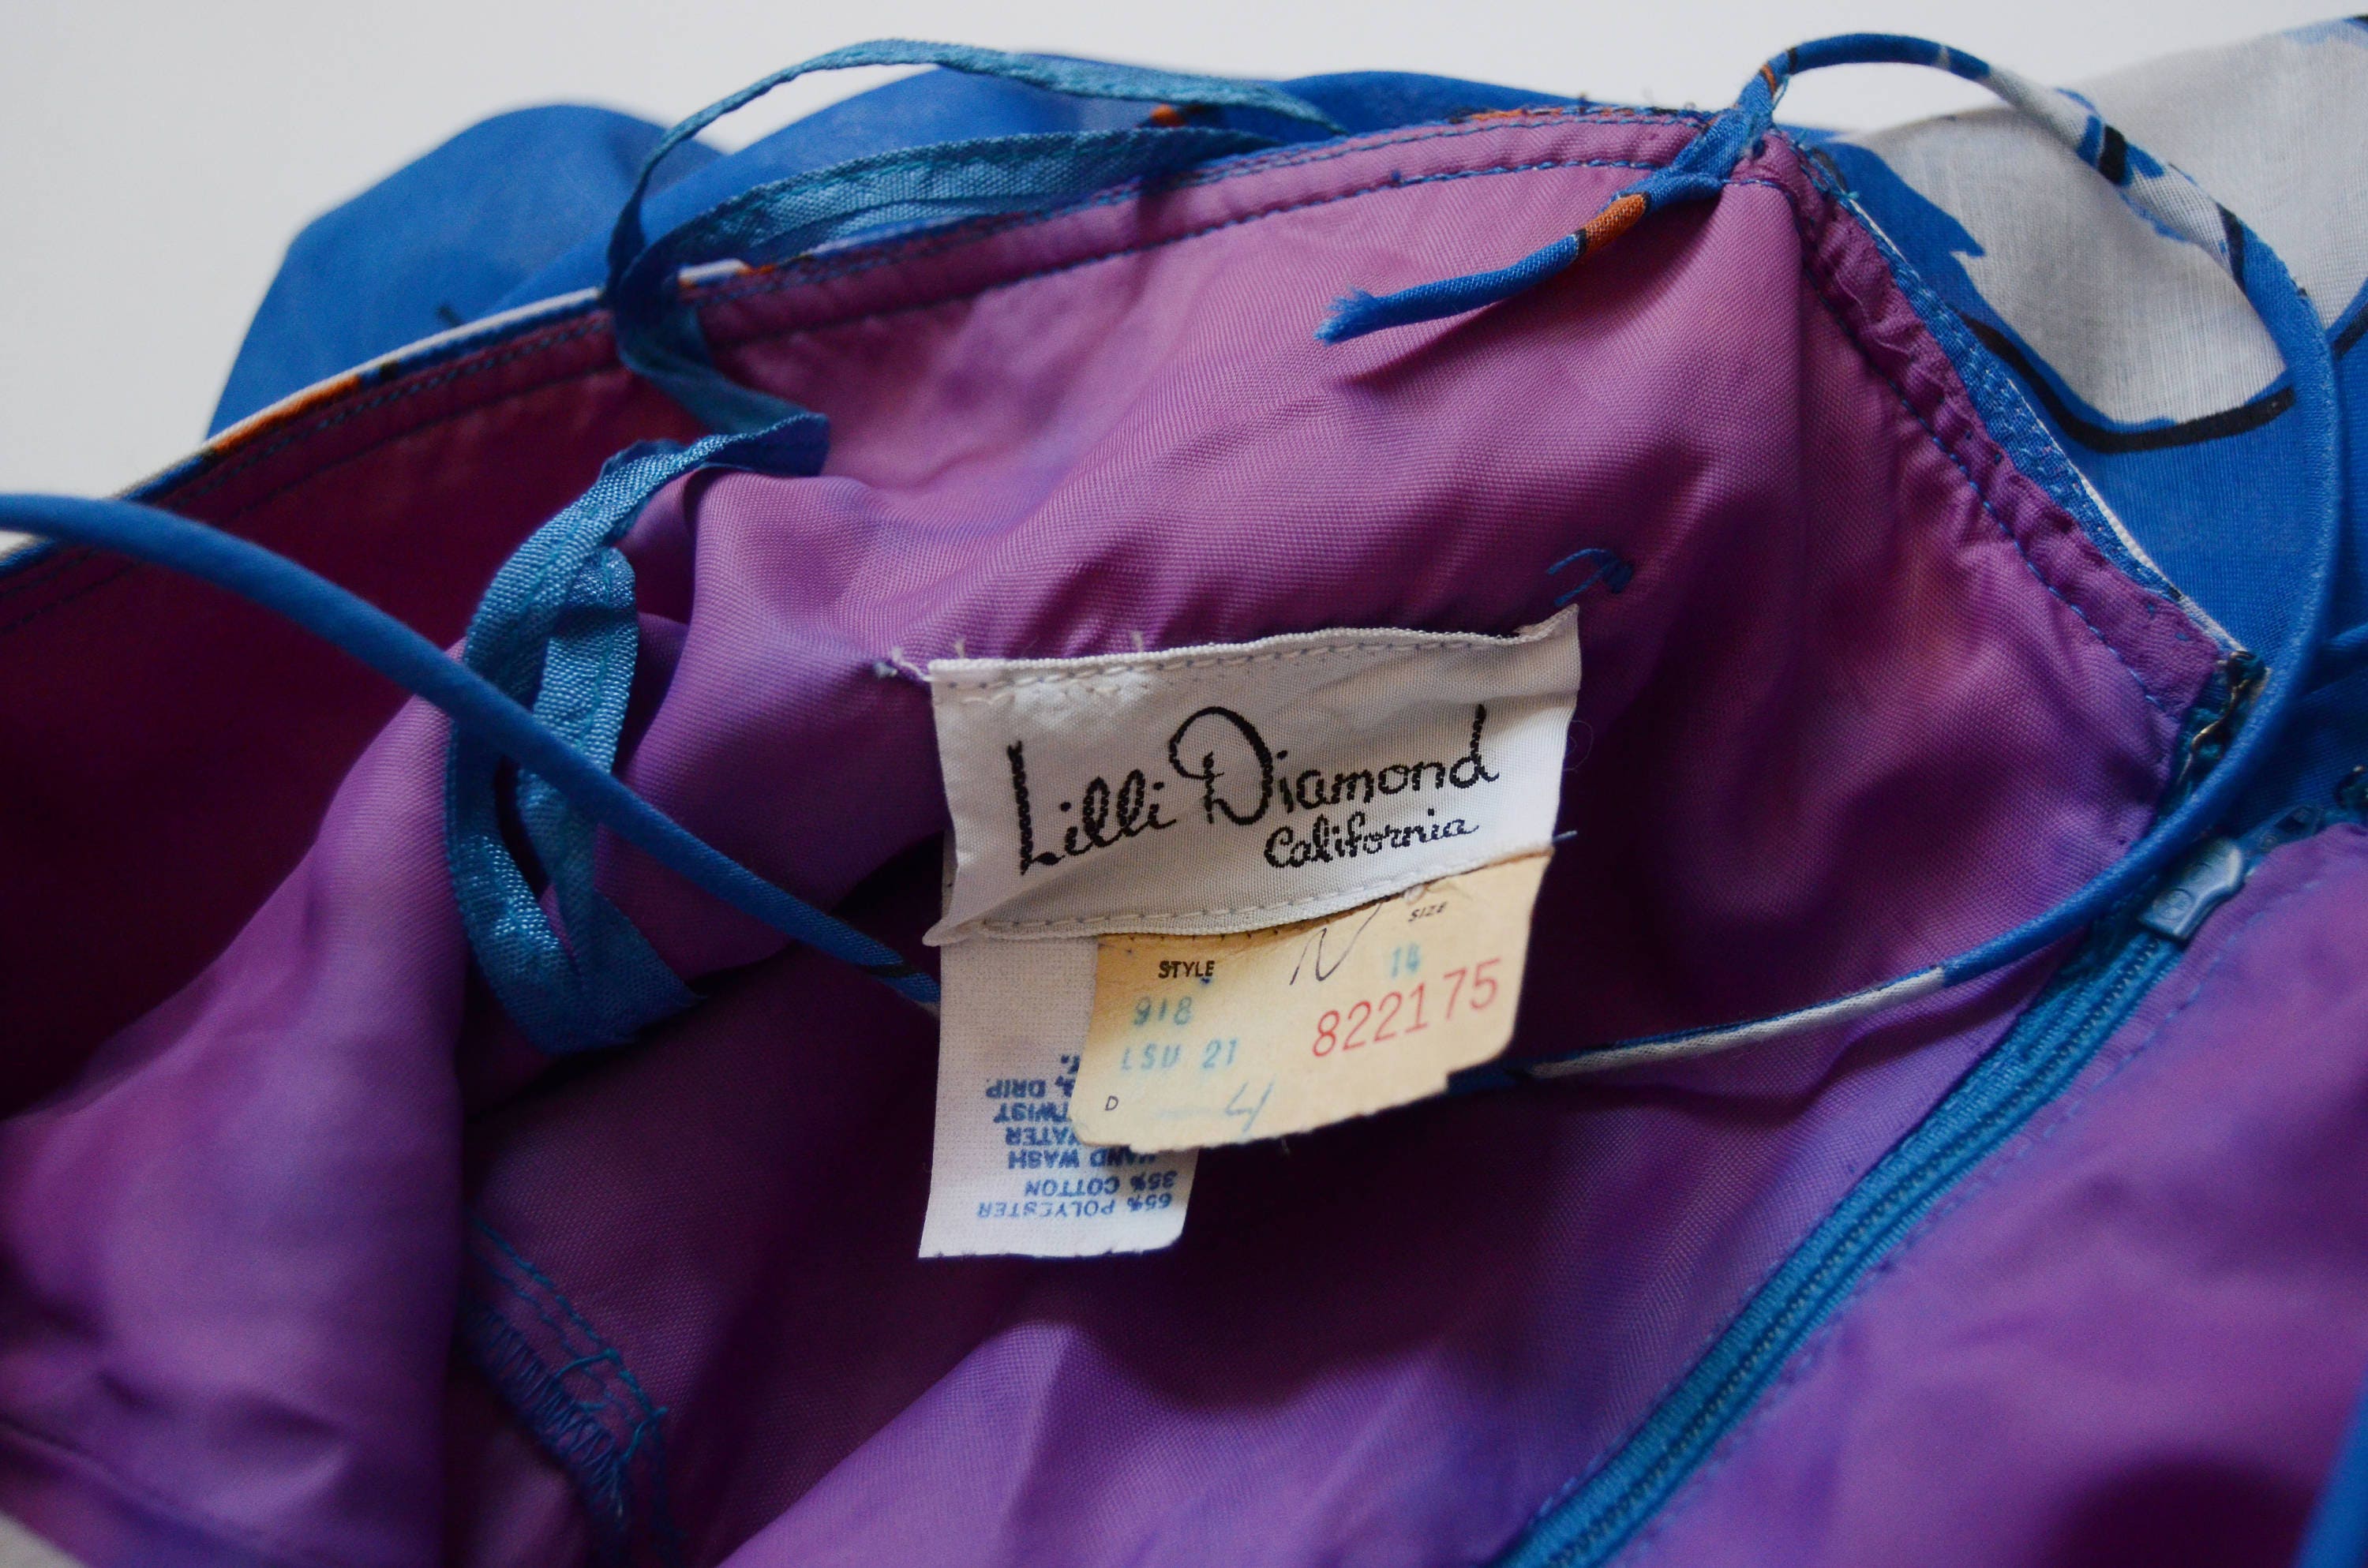 Lilli Diamond
California
STYLE N SIZE
918 14
LSU 21 822175
D 4
65% POLYESTER
35% COTTON
HAND WASH
WATER
TWIST
DRIP